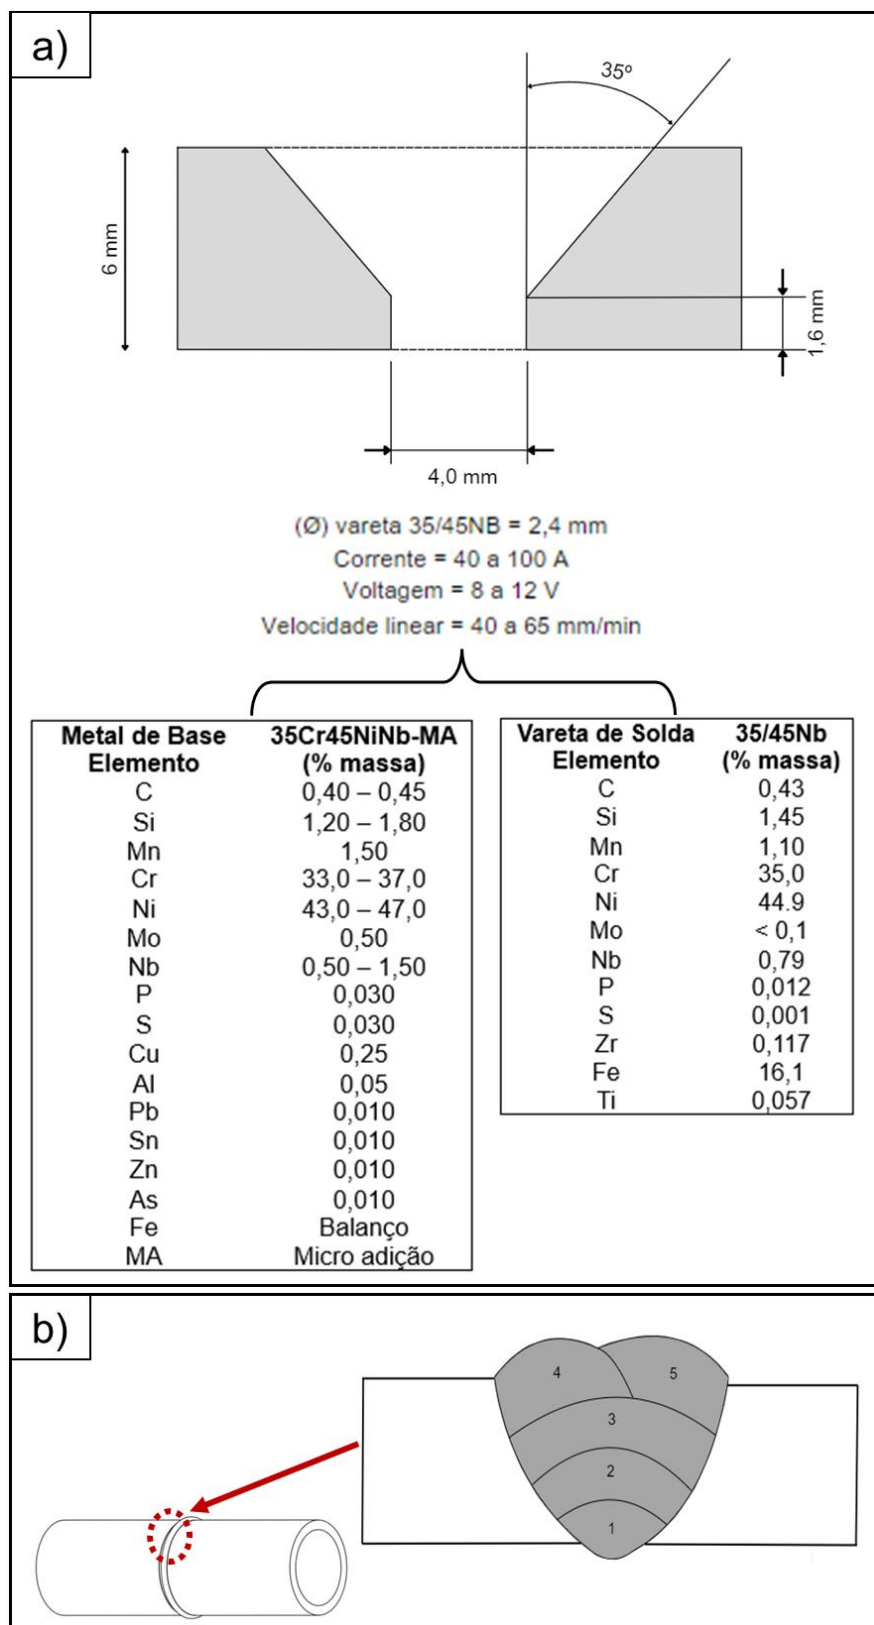 a)
35º
6 mm
1,6 mm
4,0 mm
(Ø) vareta 35/45NB = 2,4 mm
Corrente = 40 a 100 A
Voltagem = 8 a 12 V
Velocidade linear = 40 a 65 mm/min
Metal de Base 35Cr45NiNb-MA
Elemento (% massa)
C 0,40 – 0,45
Si 1,20 – 1,80
Mn 1,50
Cr 33,0 – 37,0
Ni 43,0 – 47,0
Mo 0,50
Nb 0,50 – 1,50
P 0,030
S 0,030
Cu 0,25
Al 0,05
Pb 0,010
Sn 0,010
Zn 0,010
As 0,010
Fe Balanço
MA Micro adição
Vareta de Solda 35/45Nb
Elemento (% massa)
C 0,43
Si 1,45
Mn 1,10
Cr 35,0
Ni 44.9
Mo < 0,1
Nb 0,79
P 0,012
S 0,001
Zr 0,117
Fe 16,1
Ti 0,057
b)
4 5
3
2
1